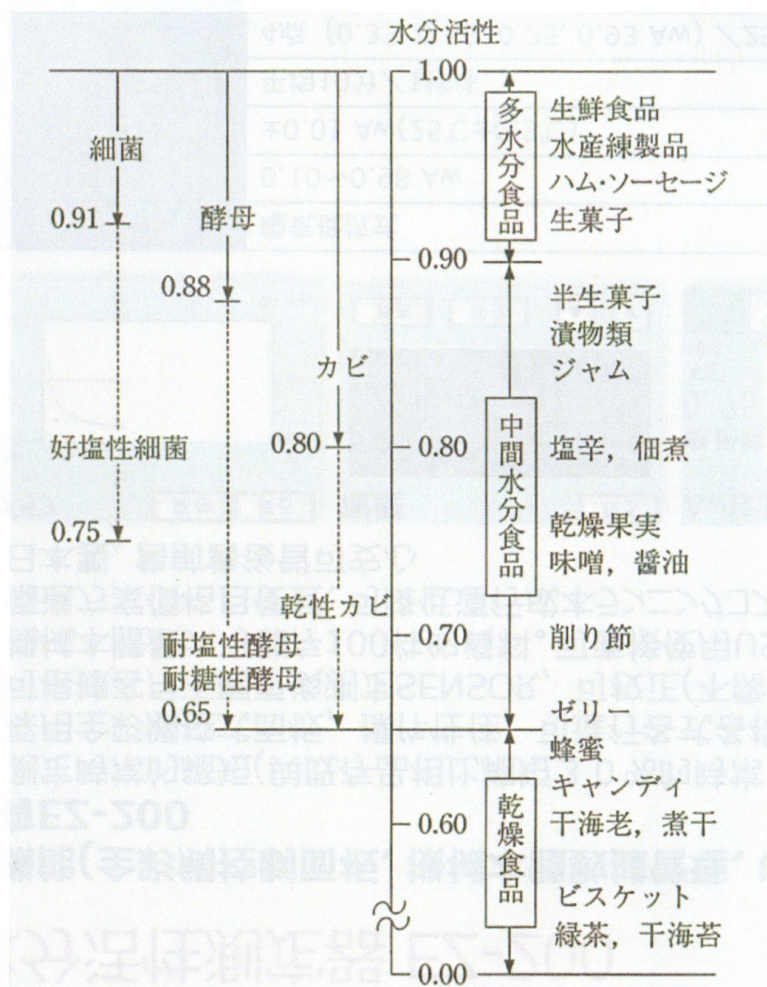 水分活性
1.00
細菌
0.91
酵母
0.88
カビ
0.80
好塩性細菌
0.75
乾性カビ
耐塩性酵母
耐糖性酵母
0.65
0.90
0.80
0.70
0.60
0.00
多水分食品
生鮮食品
水産練製品
ハム・ソーセージ
生菓子
中間水分食品
半生菓子
漬物類
ジャム
塩辛，佃煮
乾燥果実
味噌，醤油
削り節
ゼリー
乾燥食品
蜂蜜
キャンディ
干海老，煮干
ビスケット
緑茶，干海苔